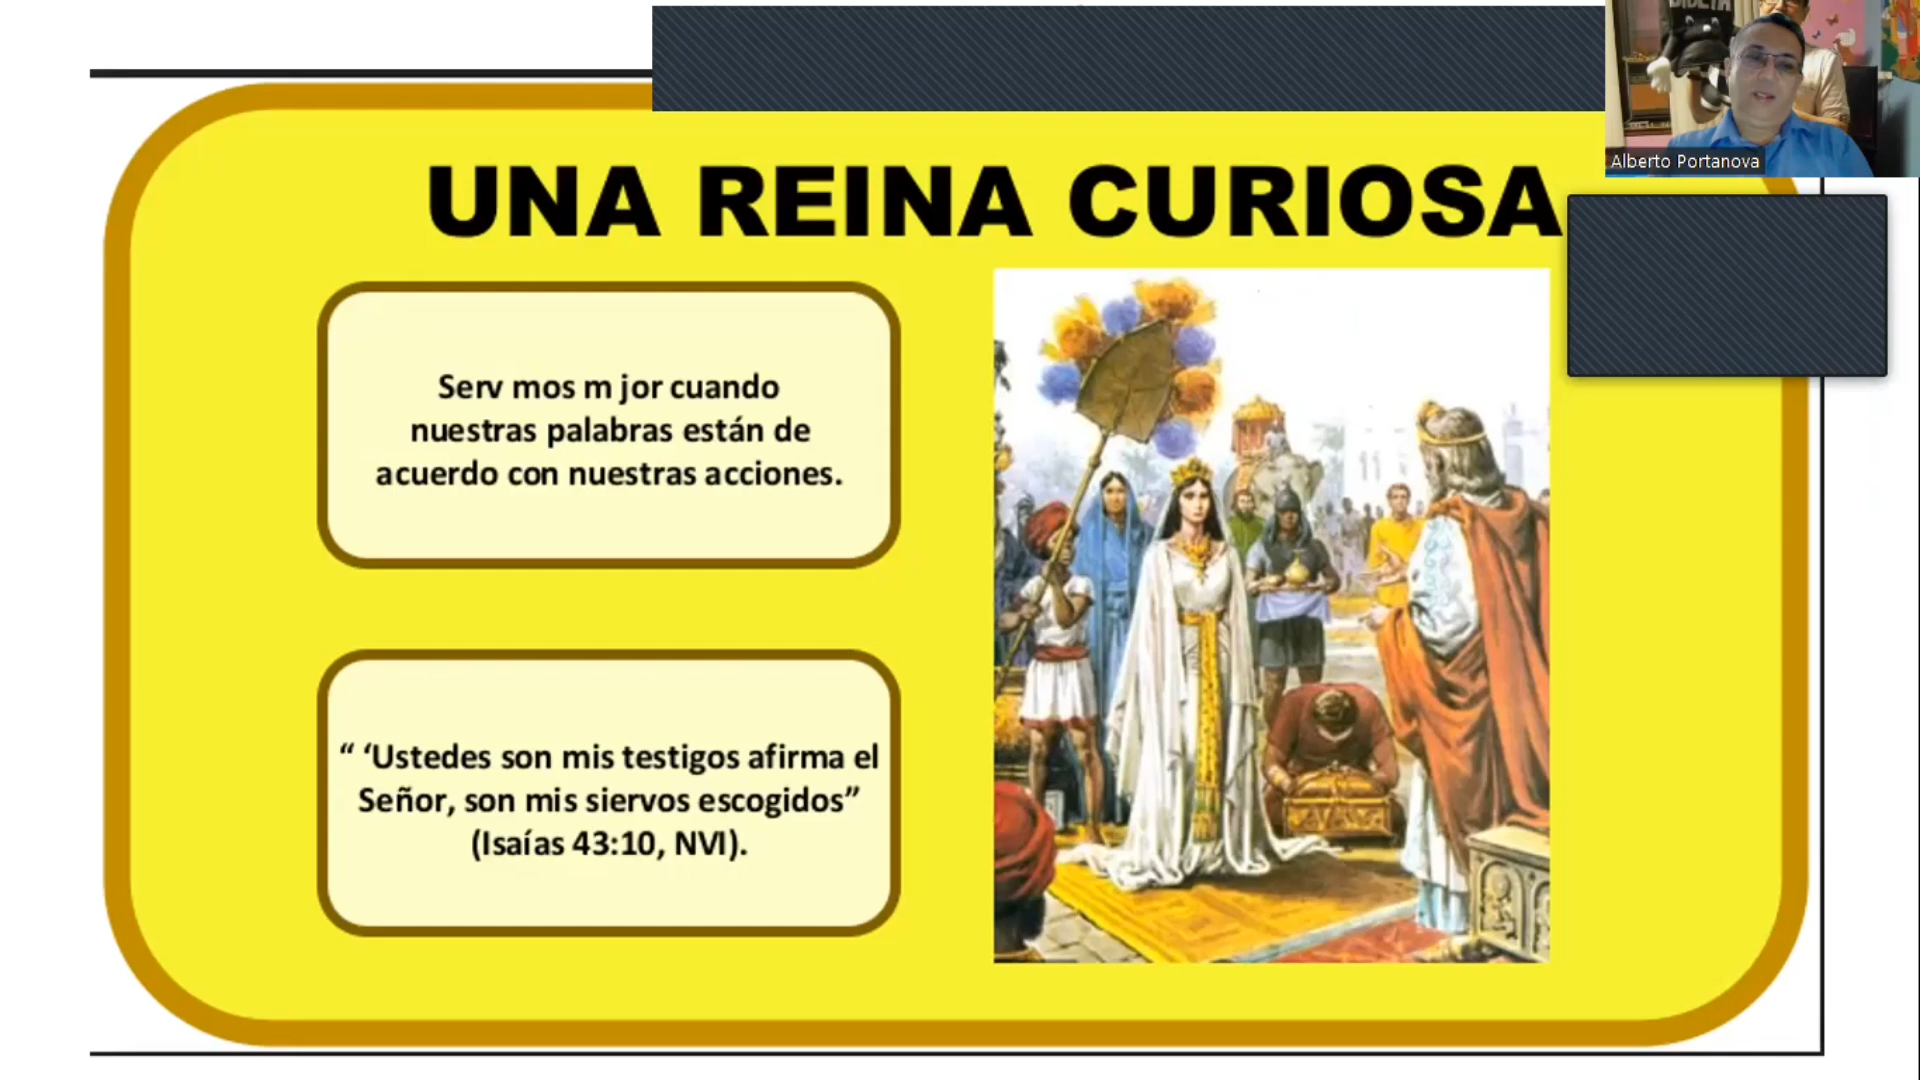 UNA REINA CURIOSA
Alberto Portanova
Serv mos m jor cuando
nuestras palabras están de
acuerdo con nuestras acciones.
“ ‘Ustedes son mis testigos afirma el
Señor, son mis siervos escogidos”
(Isaías 43:10, NVI).